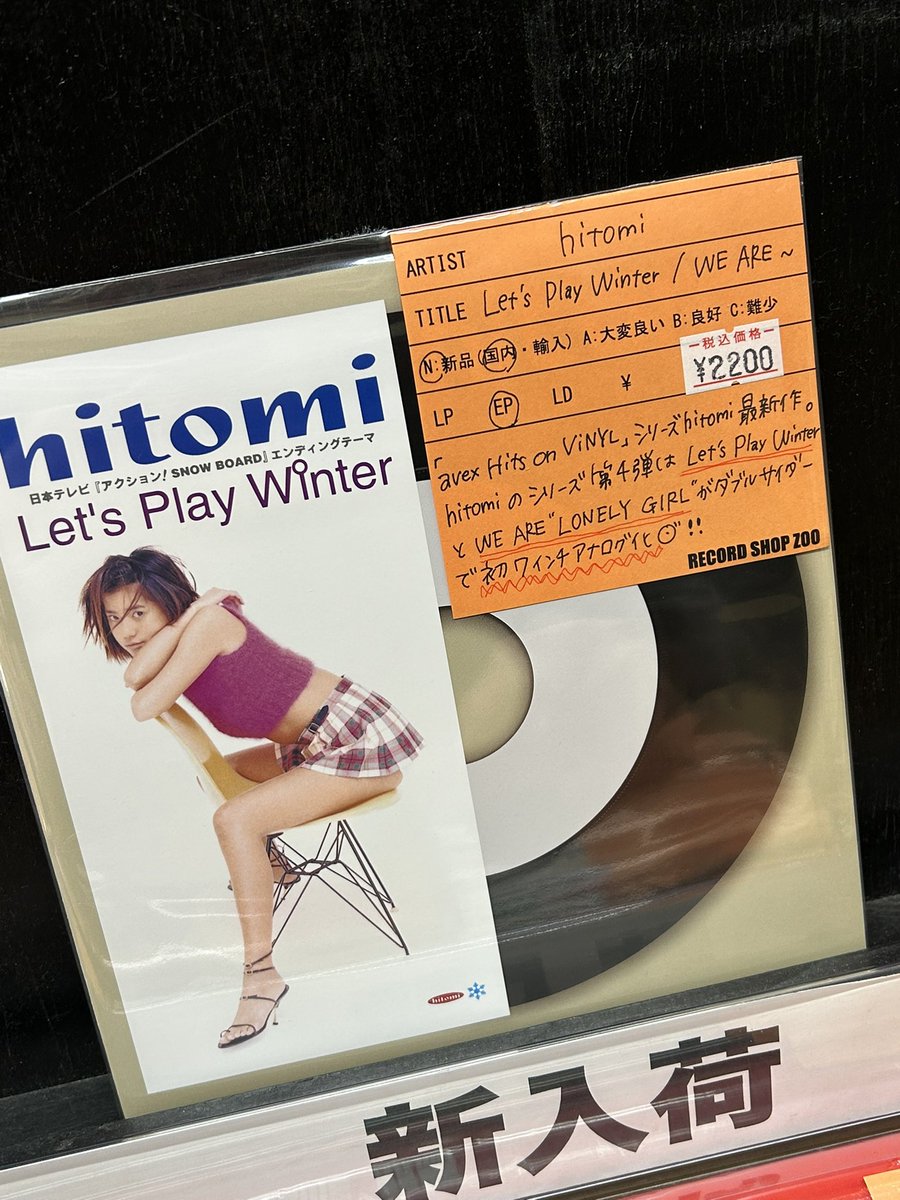 hitomi
日本テレビ『アクション! SNOW BOARD』エンディングテーマ
Let's Play Winter
hitomi
ARTIST hitomi
TITLE Let's Play Winter / WE ARE ~
N:新品(国内・輸入) A:大変良い B:良好 C:難少
LP EP LD ¥
税込価格
¥2200
「avex Hits on ViNYL」シリーズhitomi最新作。
hitomiのシリーズ第4弾は Let's Play Winter
と WE ARE"LONELY GIRL"がダブルサイダー
で初7インチアナログイヒ!!
RECORD SHOP ZOO
新入荷